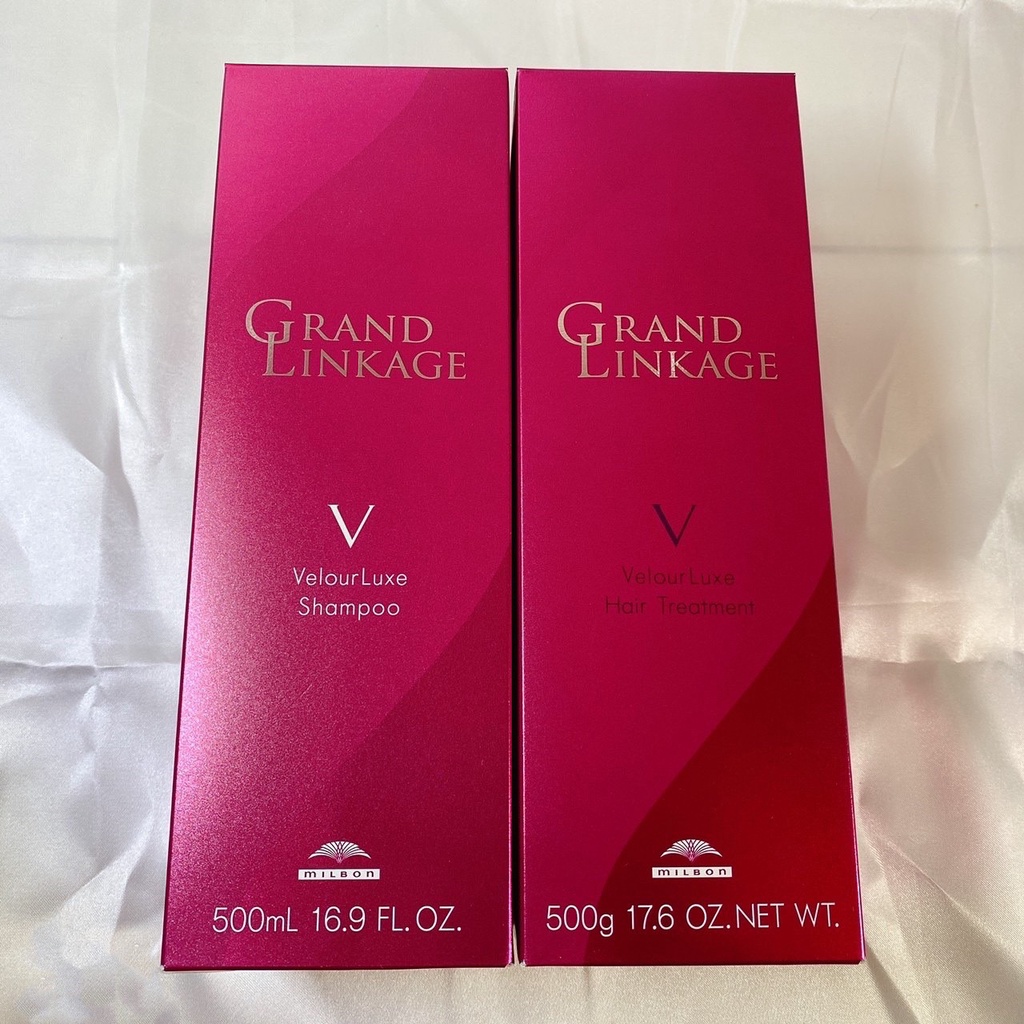 GRAND
LINKAGE
V
VelourLuxe
Shampoo
MILBON
500mL 16.9 FL. OZ.
GRAND
LINKAGE
V
VelourLuxe
Hair Treatment
MILBON
500g 17.6 OZ. NET WT.